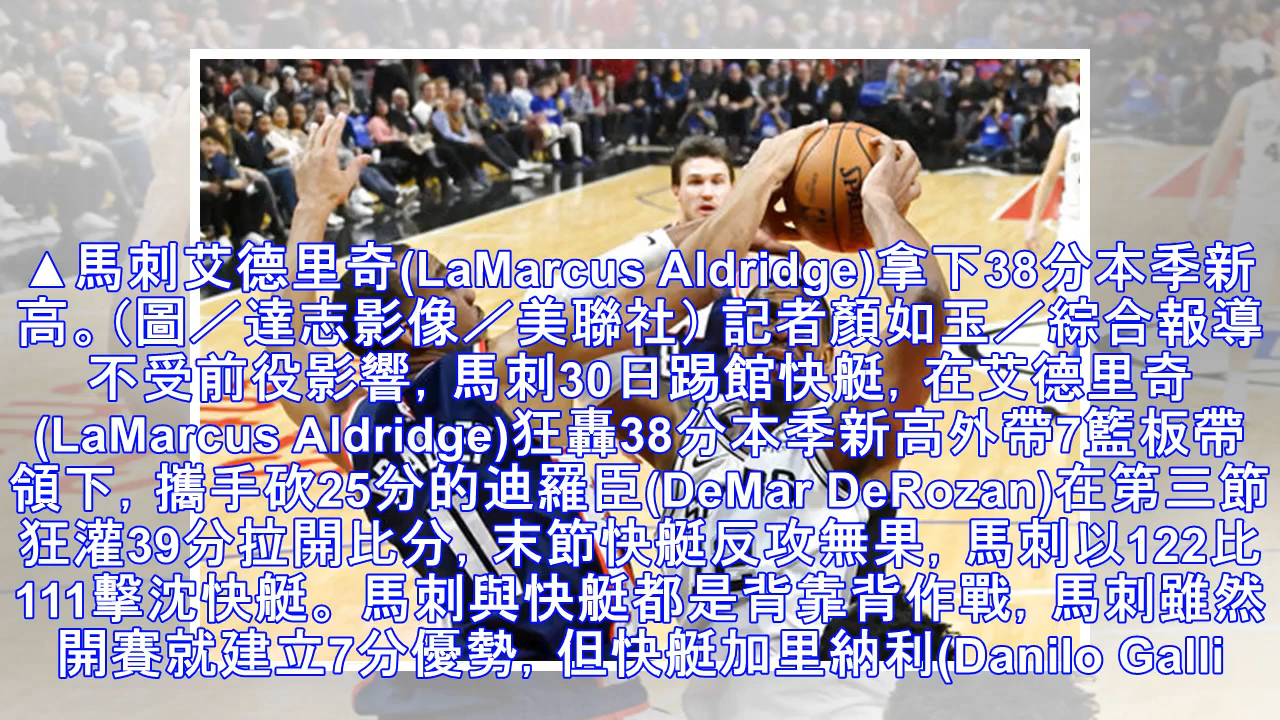 ▲馬刺艾德里奇(LaMarcus Aldridge)拿下38分本季新
高。(圖／達志影像／美聯社) 記者顏如玉／綜合報導
不受前役影響, 馬刺30日踢館快艇, 在艾德里奇
(LaMarcus Aldridge)狂轟38分本季新高外帶7籃板帶
領下, 攜手砍25分的迪羅臣(DeMar DeRozan)在第三節
狂灌39分拉開比分, 末節快艇反攻無果, 馬刺以122比
111擊沈快艇。馬刺與快艇都是背靠背作戰, 馬刺雖然
開賽就建立7分優勢, 但快艇加里納利(Danilo Galli
SPALDING